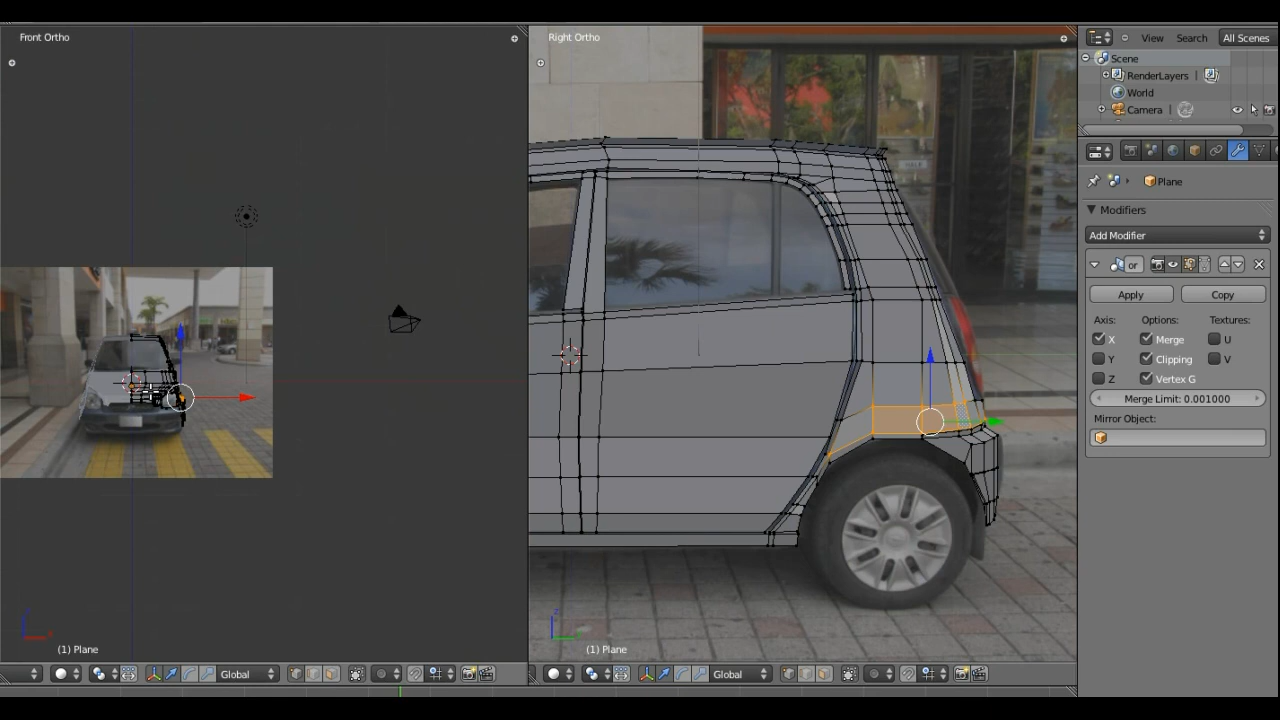 Front Ortho
Right Ortho
View Search All Scenes
Scene
RenderLayers
World
Camera
Plane
Modifiers
Add Modifier
or
Apply Copy
Axis: Options: Textures:
X Merge U
Y Clipping V
Z Vertex G
Merge Limit: 0.001000
Mirror Object:
(1) Plane
(1) Plane
Global
Global